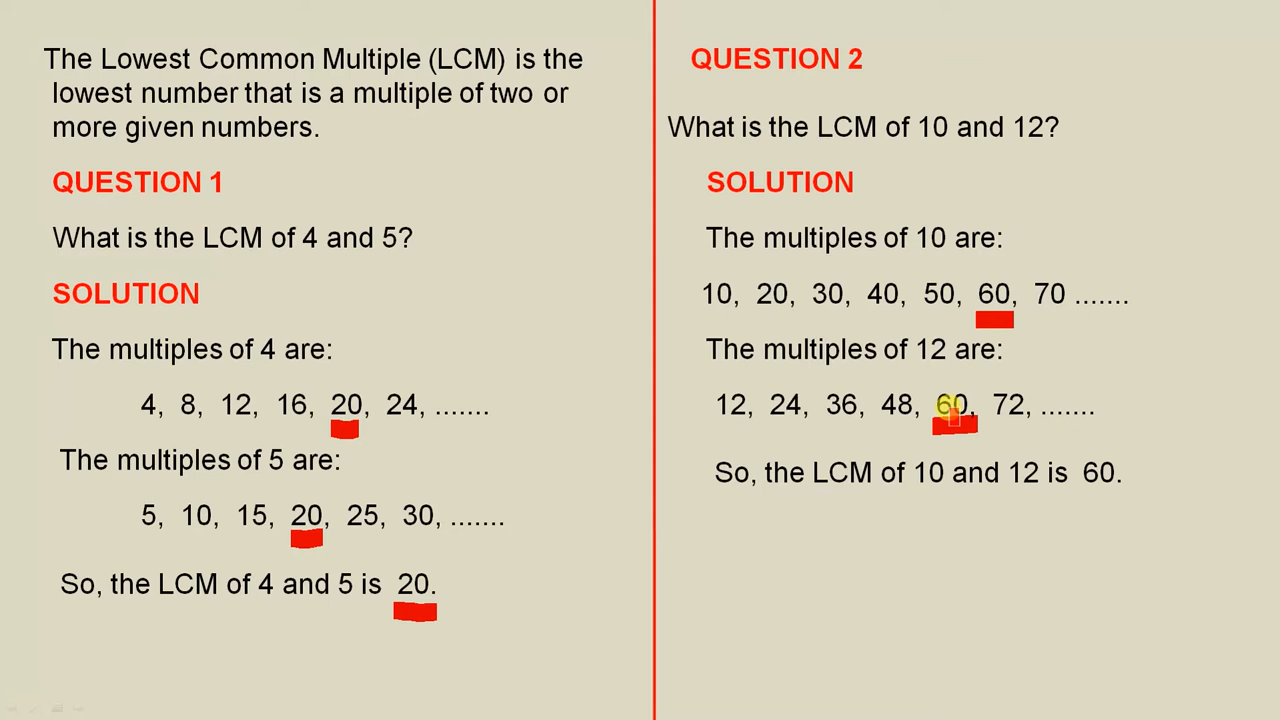 The Lowest Common Multiple (LCM) is the
lowest number that is a multiple of two or
more given numbers.
QUESTION 1
What is the LCM of 4 and 5?
SOLUTION
The multiples of 4 are:
4, 8, 12, 16, 20, 24, .......
The multiples of 5 are:
5, 10, 15, 20, 25, 30, .......
So, the LCM of 4 and 5 is 20.
QUESTION 2
What is the LCM of 10 and 12?
SOLUTION
The multiples of 10 are:
10, 20, 30, 40, 50, 60, 70 .......
The multiples of 12 are:
12, 24, 36, 48, 60, 72, .......
So, the LCM of 10 and 12 is 60.